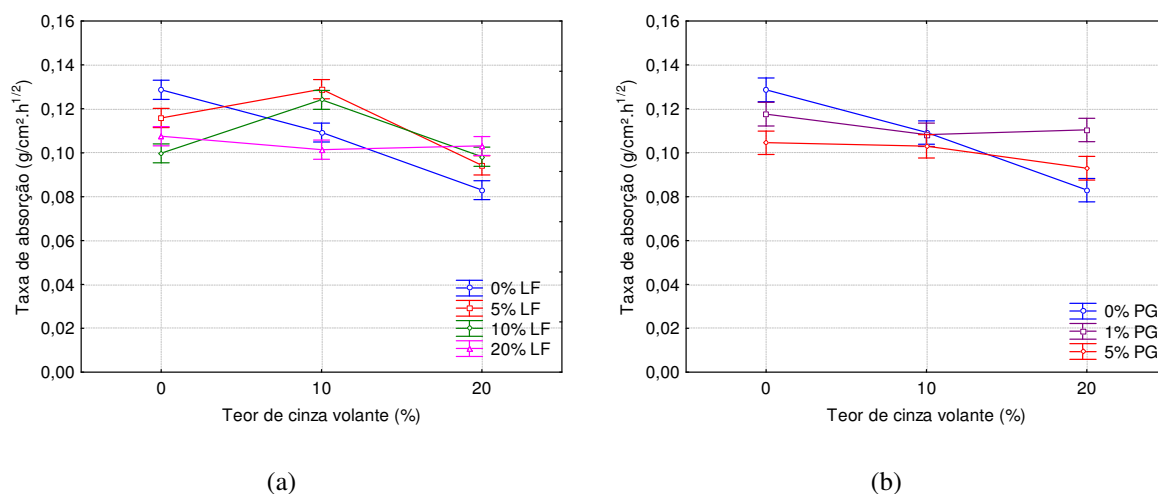 0,16
0,14
0,12
0,10
0,08
0,06
0,04
0,02
0,00
Taxa de absorção (g/cm².h^1/2)
0 10 20
Teor de cinza volante (%)
0% LF
5% LF
10% LF
20% LF
(a)
0,16
0,14
0,12
0,10
0,08
0,06
0,04
0,02
0,00
Taxa de absorção (g/cm².h^1/2)
0 10 20
Teor de cinza volante (%)
0% PG
1% PG
5% PG
(b)